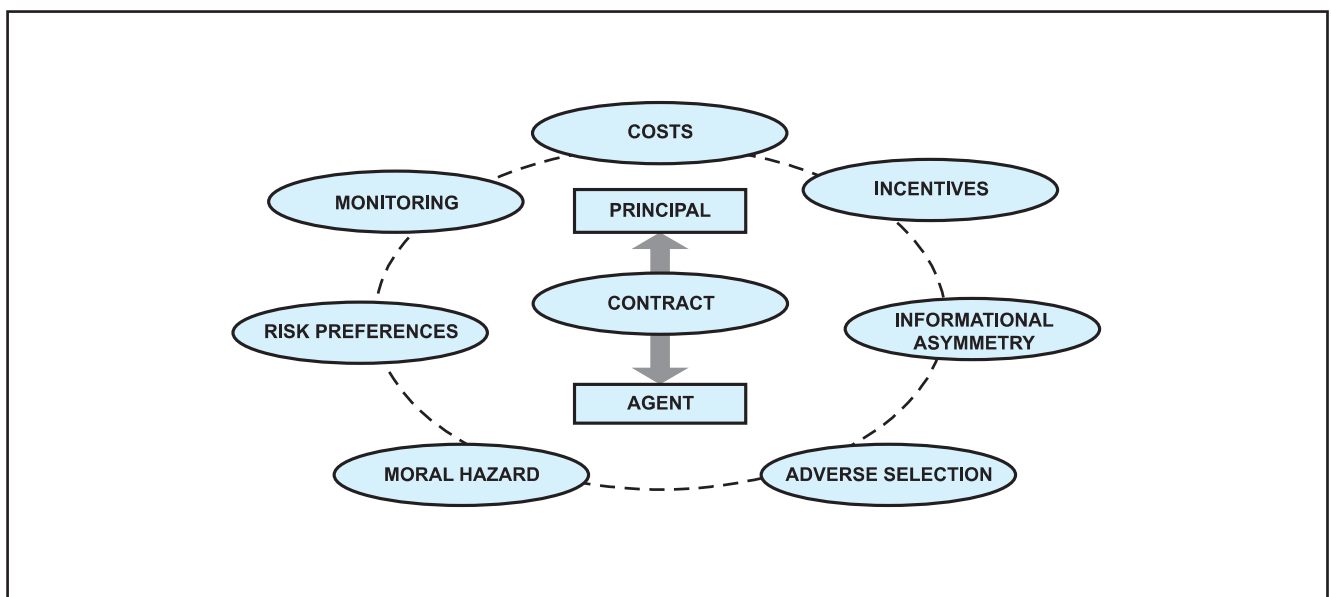 COSTS
MONITORING
INCENTIVES
PRINCIPAL
CONTRACT
RISK PREFERENCES
INFORMATIONAL
ASYMMETRY
AGENT
MORAL HAZARD
ADVERSE SELECTION